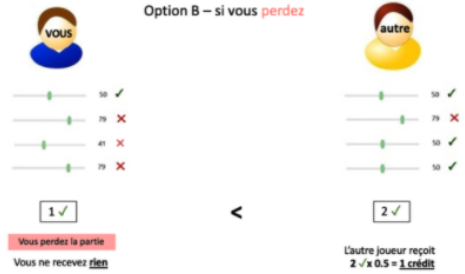 Option B – si vous perdez
vous
autre
50 ✓
79 ✗
41 ✗
79 ✗
50 ✓
79 ✗
50 ✓
50 ✓
1 ✓
<
2 ✓
Vous perdez la partie
Vous ne recevez rien
L'autre joueur reçoit
2 ✓x 0.5 = 1 crédit